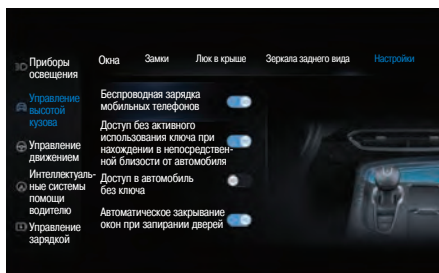 Окна
Замки
Люк в крыше
Зеркала заднего вида
Настройки
Приборы
освещения
Управление
высотой
кузова
Управление
движением
Интеллектуаль-
ные системы
помощи
водителю
Управление
зарядкой
Беспроводная зарядка
мобильных телефонов
Доступ без активного
использования ключа при
нахождении в непосредствен-
ной близости от автомобиля
Доступ в автомобиль
без ключа
Автоматическое закрывание
окон при запирании дверей